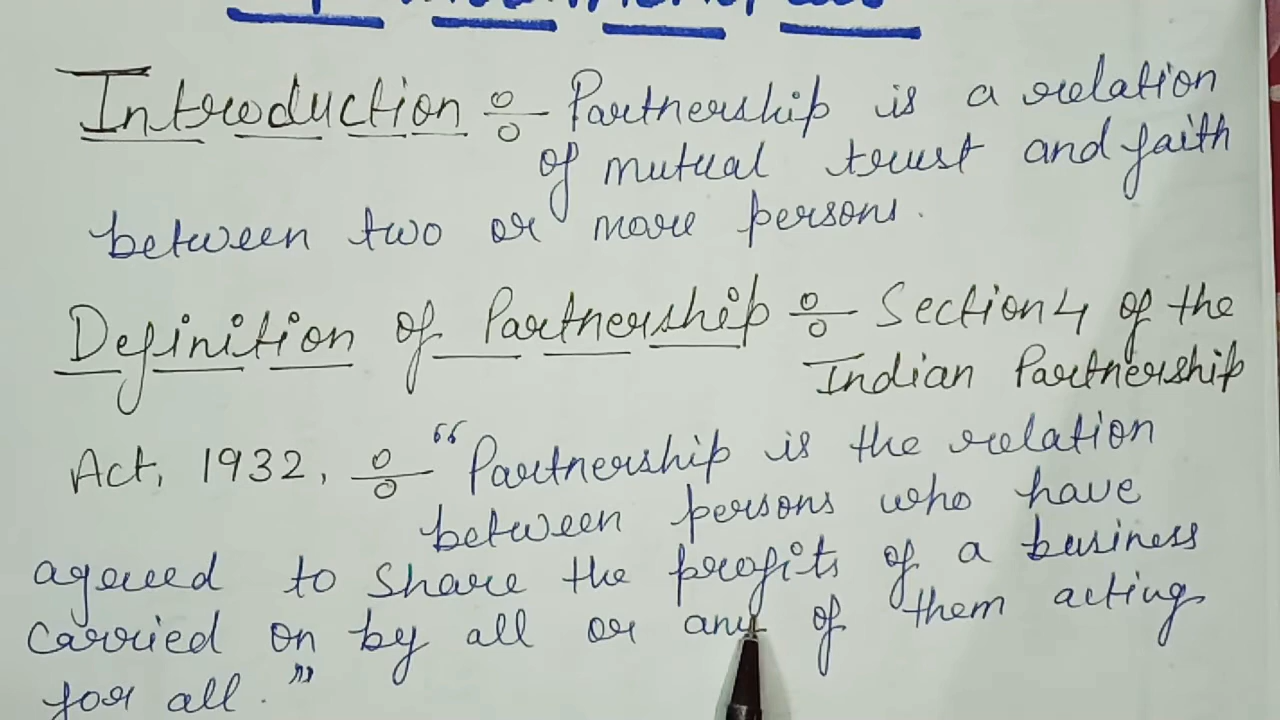 Introduction :- Partnership is a relation
of mutual trust and faith
between two or more persons.
Definition of Partnership :- Section 4 of the
Indian Partnership
Act, 1932, :- "Partnership is the relation
between persons who have
agreed to share the profits of a business
carried on by all or any of them acting
for all."